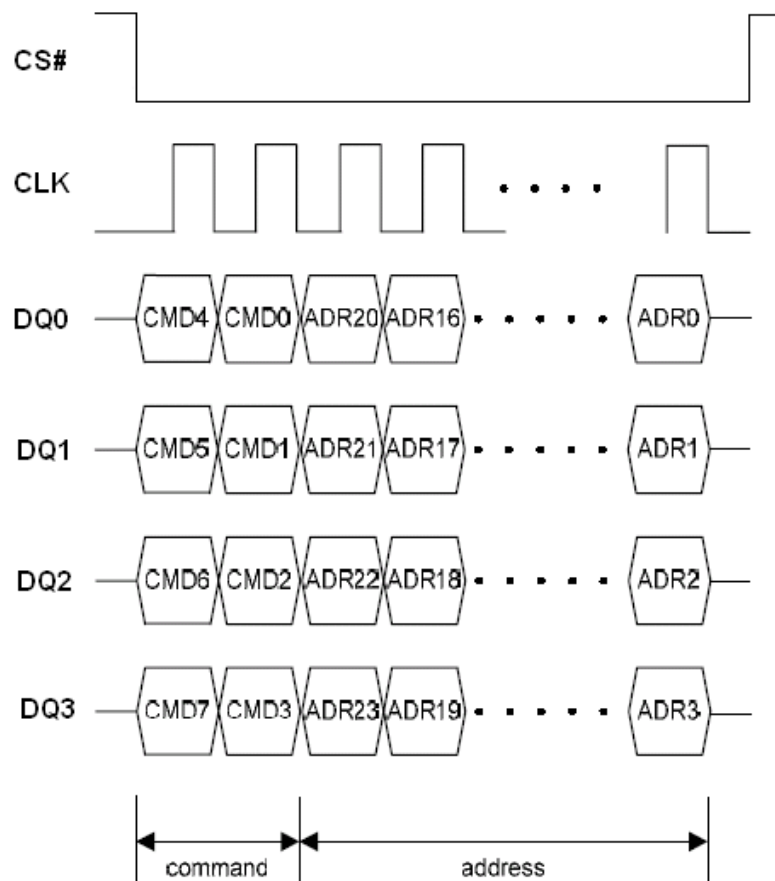 CS#
CLK
DQ0 CMD4 CMD0 ADR20 ADR16 ADR0
DQ1 CMD5 CMD1 ADR21 ADR17 ADR1
DQ2 CMD6 CMD2 ADR22 ADR18 ADR2
DQ3 CMD7 CMD3 ADR23 ADR19 ADR3
command address